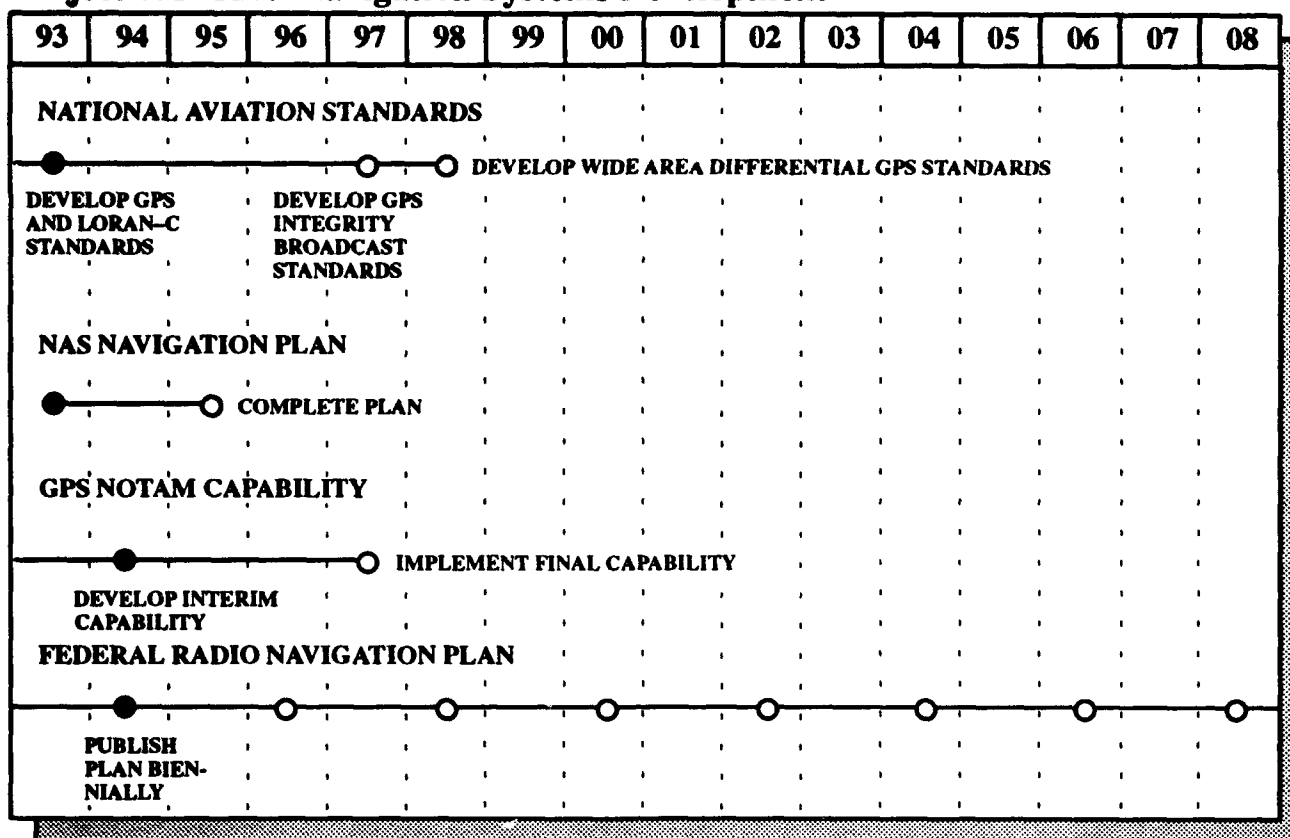 93 94 95 96 97 98 99 00 01 02 03 04 05 06 07 08
NATIONAL AVIATION STANDARDS
DEVELOP WIDE AREA DIFFERENTIAL GPS STANDARDS
DEVELOP GPS
AND LORAN–C
STANDARDS
DEVELOP GPS
INTEGRITY
BROADCAST
STANDARDS
NAS NAVIGATION PLAN
COMPLETE PLAN
GPS NOTAM CAPABILITY
IMPLEMENT FINAL CAPABILITY
DEVELOP INTERIM
CAPABILITY
FEDERAL RADIO NAVIGATION PLAN
PUBLISH
PLAN BIEN-
NIALLY